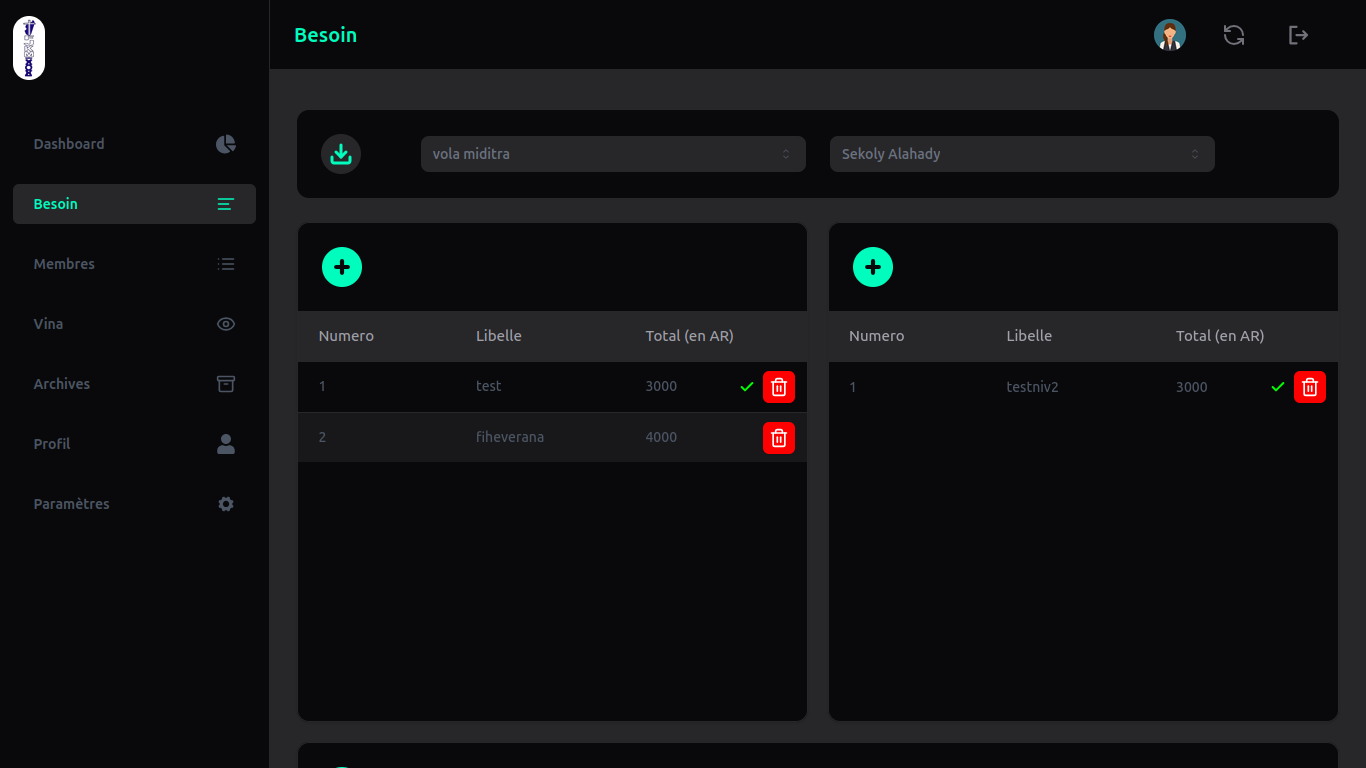 Besoin
Dashboard
Besoin
Membres
Vina
Archives
Profil
Paramètres
vola miditra
Sekoly Alahady
Numero Libelle Total (en AR)
1 test 3000
2 fiheverana 4000
Numero Libelle Total (en AR)
1 testniv2 3000